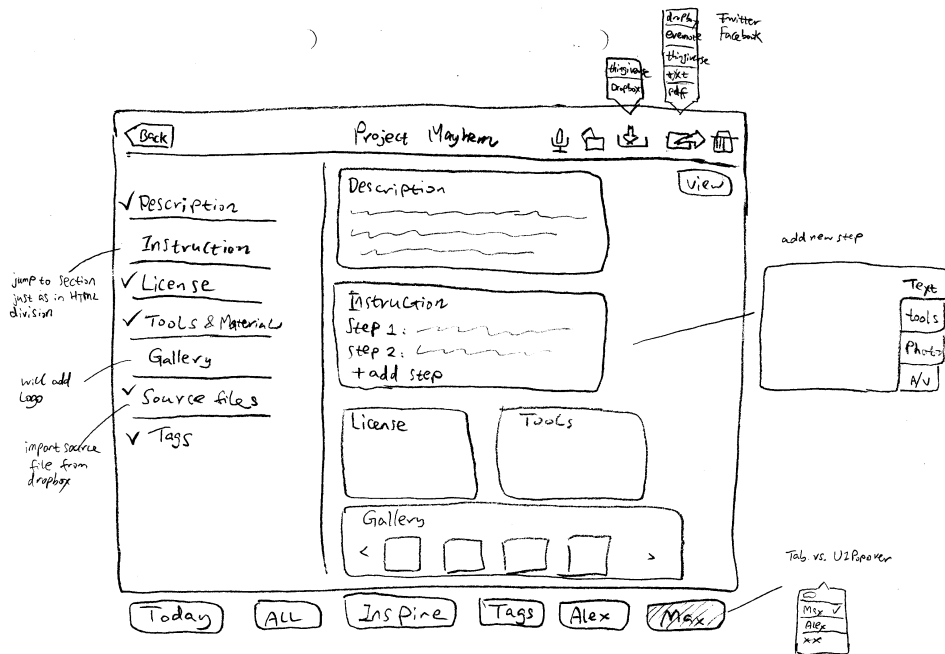 dropbox
evernote
thingiverse
txt
pdf
Twitter
Facebook
thingiverse
Dropbox
Back
Project Mayhem
View
Description
Instruction
License
Tools & Materials
Gallery
Source files
Tags
jump to section
just as in HTML
division
will add
Logo
import source
file from
dropbox
Description
Instruction
Step 1:
Step 2:
+ add step
License
Tools
Gallery
<
>
add new step
Text
tools
Photo
A/V
Today
ALL
Inspire
Tags
Alex
Max
Tab. vs. UIPopover
Max ✓
Alex
xx